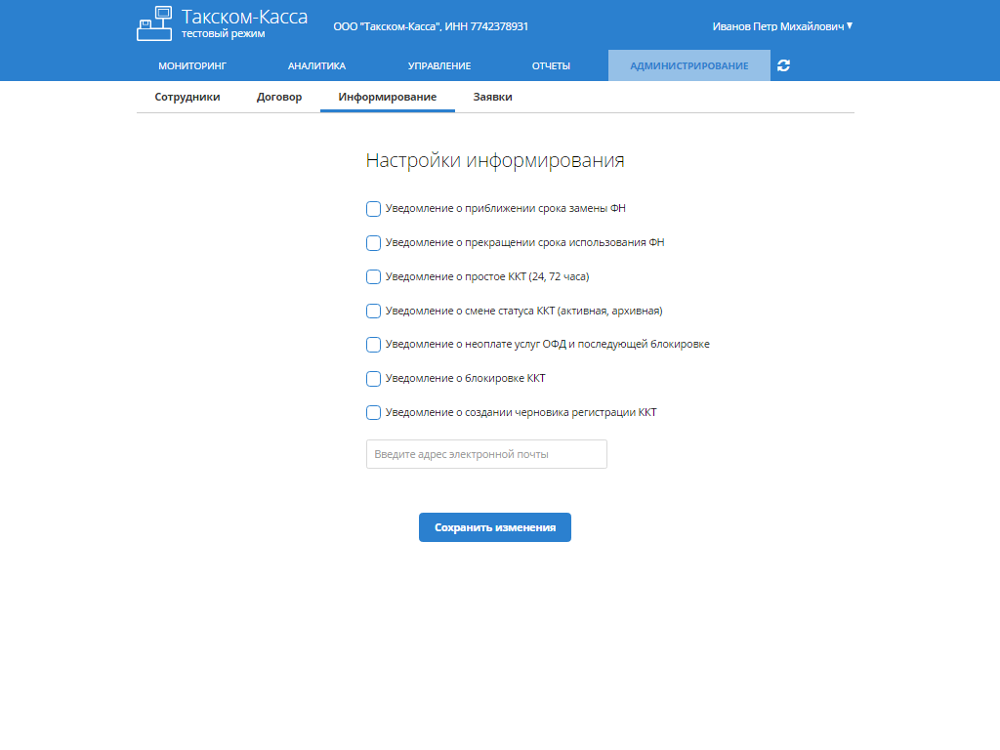 Такском-Касса
тестовый режим
ООО "Такском-Касса", ИНН 7742378931
Иванов Петр Михайлович ▼
МОНИТОРИНГ АНАЛИТИКА УПРАВЛЕНИЕ ОТЧЕТЫ АДМИНИСТРИРОВАНИЕ
Сотрудники Договор Информирование Заявки
Настройки информирования
Уведомление о приближении срока замены ФН
Уведомление о прекращении срока использования ФН
Уведомление о простое ККТ (24, 72 часа)
Уведомление о смене статуса ККТ (активная, архивная)
Уведомление о неоплате услуг ОФД и последующей блокировке
Уведомление о блокировке ККТ
Уведомление о создании черновика регистрации ККТ
Введите адрес электронной почты
Сохранить изменения